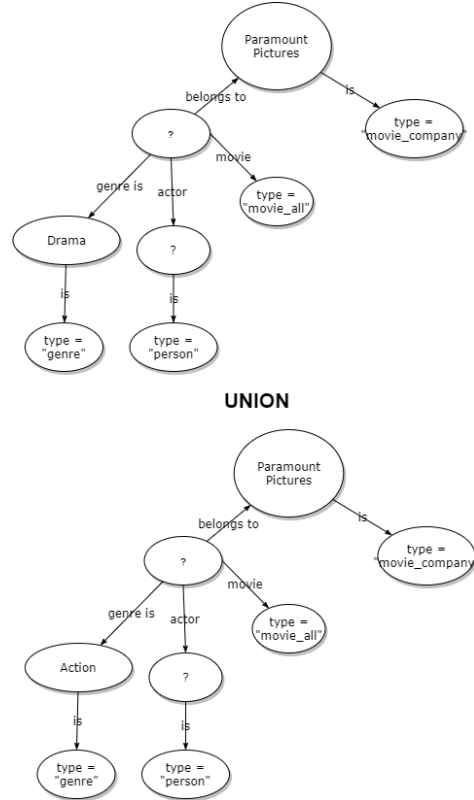 Paramount
Pictures
is
belongs to
type =
"movie_company"
?
movie
genre is
actor
type =
"movie_all"
Drama
?
is
is
type =
"genre"
type =
"person"
UNION
Paramount
Pictures
is
belongs to
type =
"movie_company
?
movie
genre is
actor
type =
"movie_all"
Action
?
is
is
type =
"genre"
type =
"person"